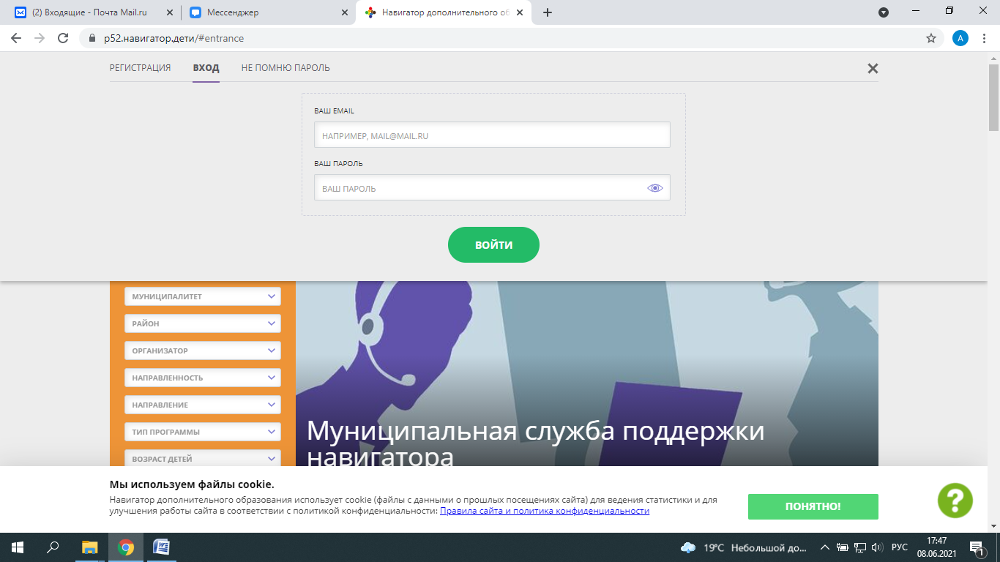 (2) Входящие - Почта Mail.ru
Мессенджер
Навигатор дополнительного об
р52.навигатор.дети/#entrance
А
РЕГИСТРАЦИЯ
ВХОД
НЕ ПОМНЮ ПАРОЛЬ
ВАШ EMAIL
НАПРИМЕР, MAIL@MAIL.RU
ВАШ ПАРОЛЬ
ВАШ ПАРОЛЬ
ВОЙТИ
МУНИЦИПАЛИТЕТ
РАЙОН
ОРГАНИЗАТОР
НАПРАВЛЕННОСТЬ
НАПРАВЛЕНИЕ
ТИП ПРОГРАММЫ
ВОЗРАСТ ДЕТЕЙ
Муниципальная служба поддержки
навигатора
Мы используем файлы cookie.
Навигатор дополнительного образования использует cookie (файлы с данными о прошлых посещениях сайта) для ведения статистики и для
улучшения работы сайта в соответствии с политикой конфиденциальности: Правила сайта и политика конфиденциальности
ПОНЯТНО!
?
19°C Небольшой до...
РУС
17:47
08.06.2021
1